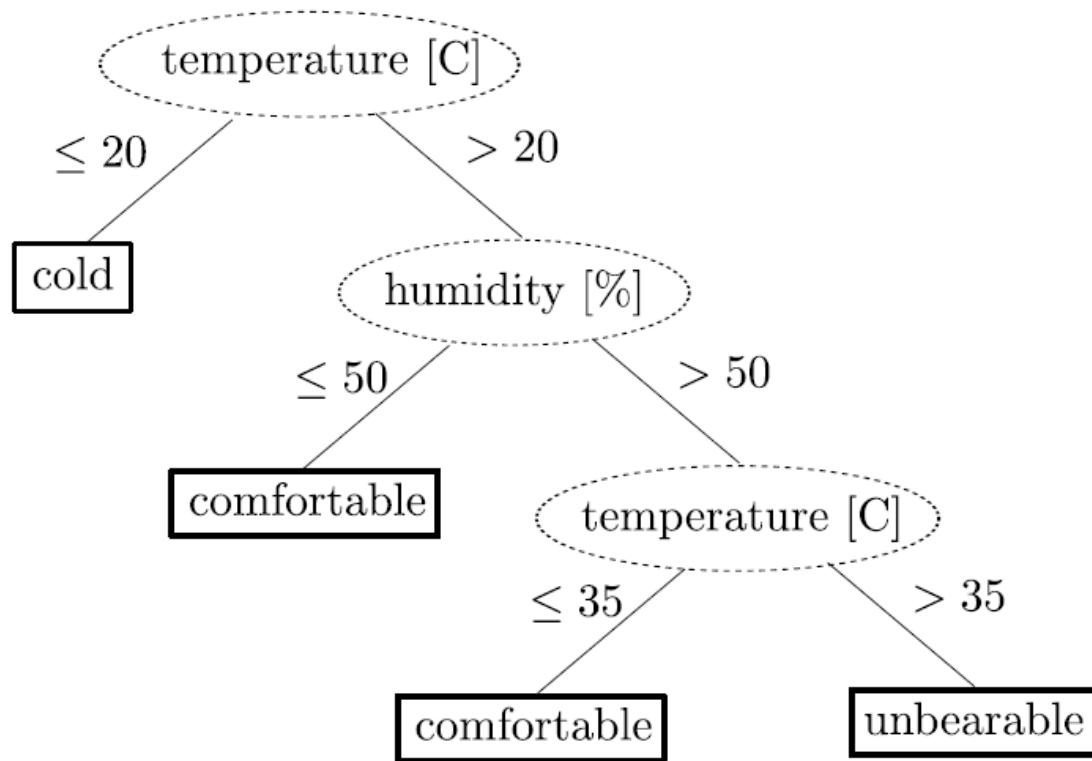 temperature [C]
≤ 20
> 20
cold
humidity [%]
≤ 50
> 50
comfortable
temperature [C]
≤ 35
> 35
comfortable
unbearable